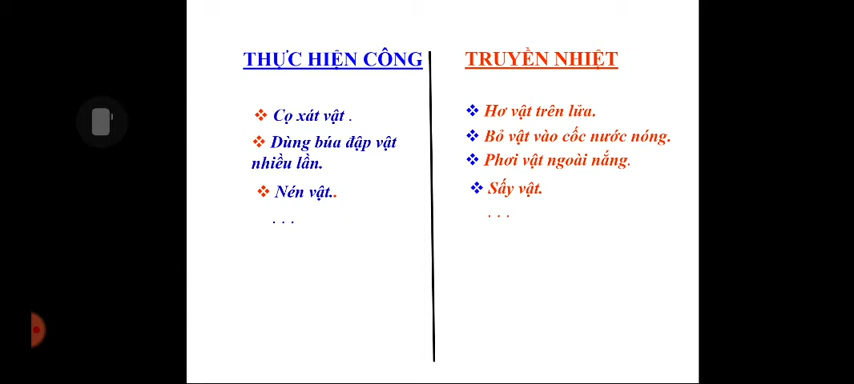 THỰC HIỆN CÔNG
❖ Cọ xát vật .
❖ Dùng búa đập vật
nhiều lần.
❖ Nén vật..
. . .
TRUYỀN NHIỆT
❖ Hơ vật trên lửa.
❖ Bỏ vật vào cốc nước nóng.
❖ Phơi vật ngoài nắng.
❖ Sấy vật.
. . .